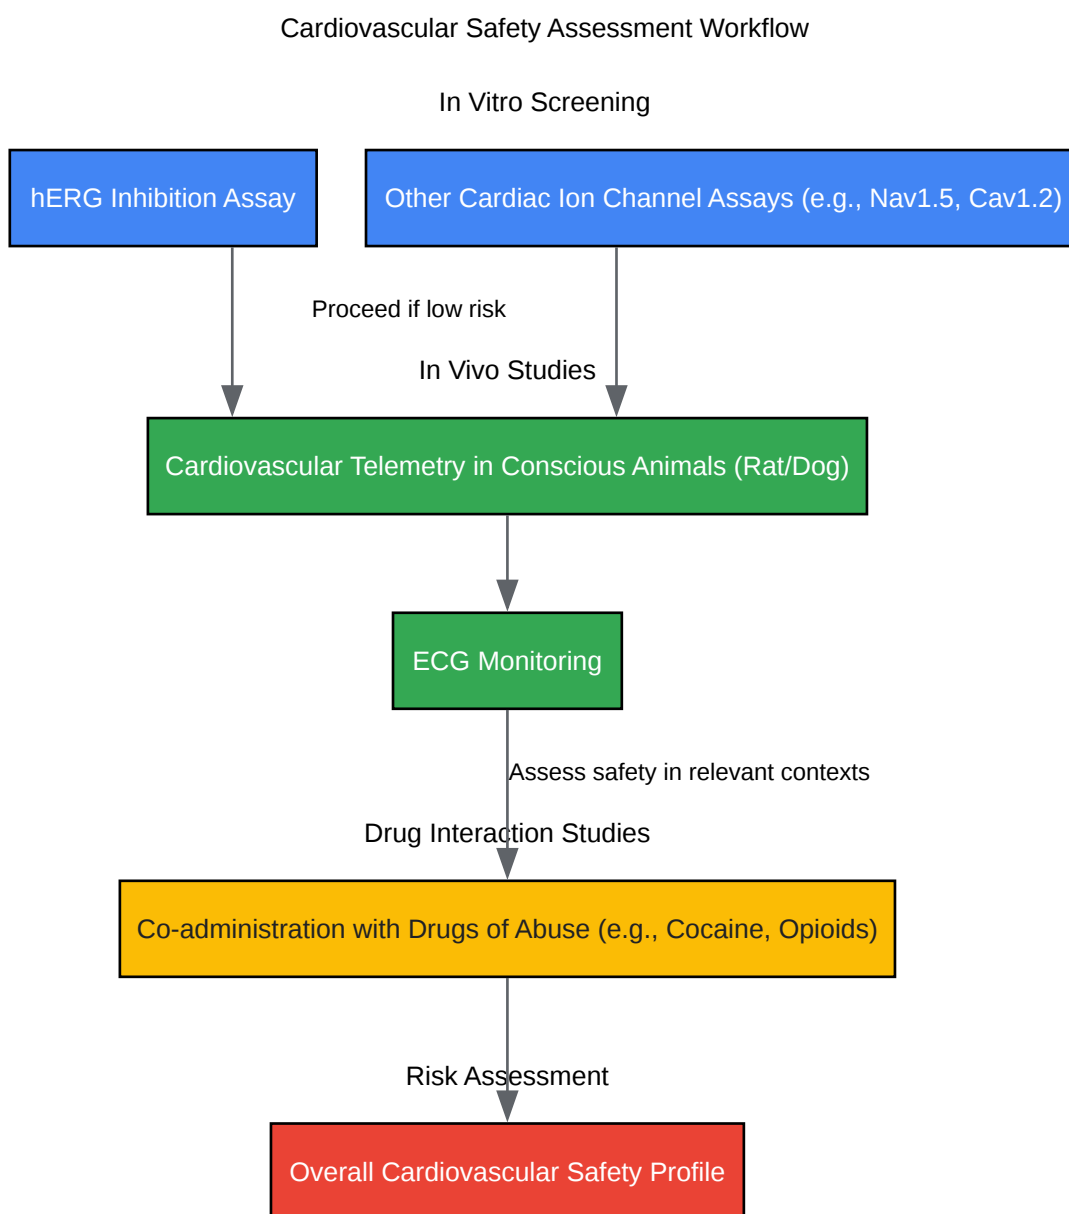 Cardiovascular Safety Assessment Workflow
In Vitro Screening
hERG Inhibition Assay
Other Cardiac Ion Channel Assays (e.g., Nav1.5, Cav1.2)
Proceed if low risk
In Vivo Studies
Cardiovascular Telemetry in Conscious Animals (Rat/Dog)
ECG Monitoring
Assess safety in relevant contexts
Drug Interaction Studies
Co-administration with Drugs of Abuse (e.g., Cocaine, Opioids)
Risk Assessment
Overall Cardiovascular Safety Profile